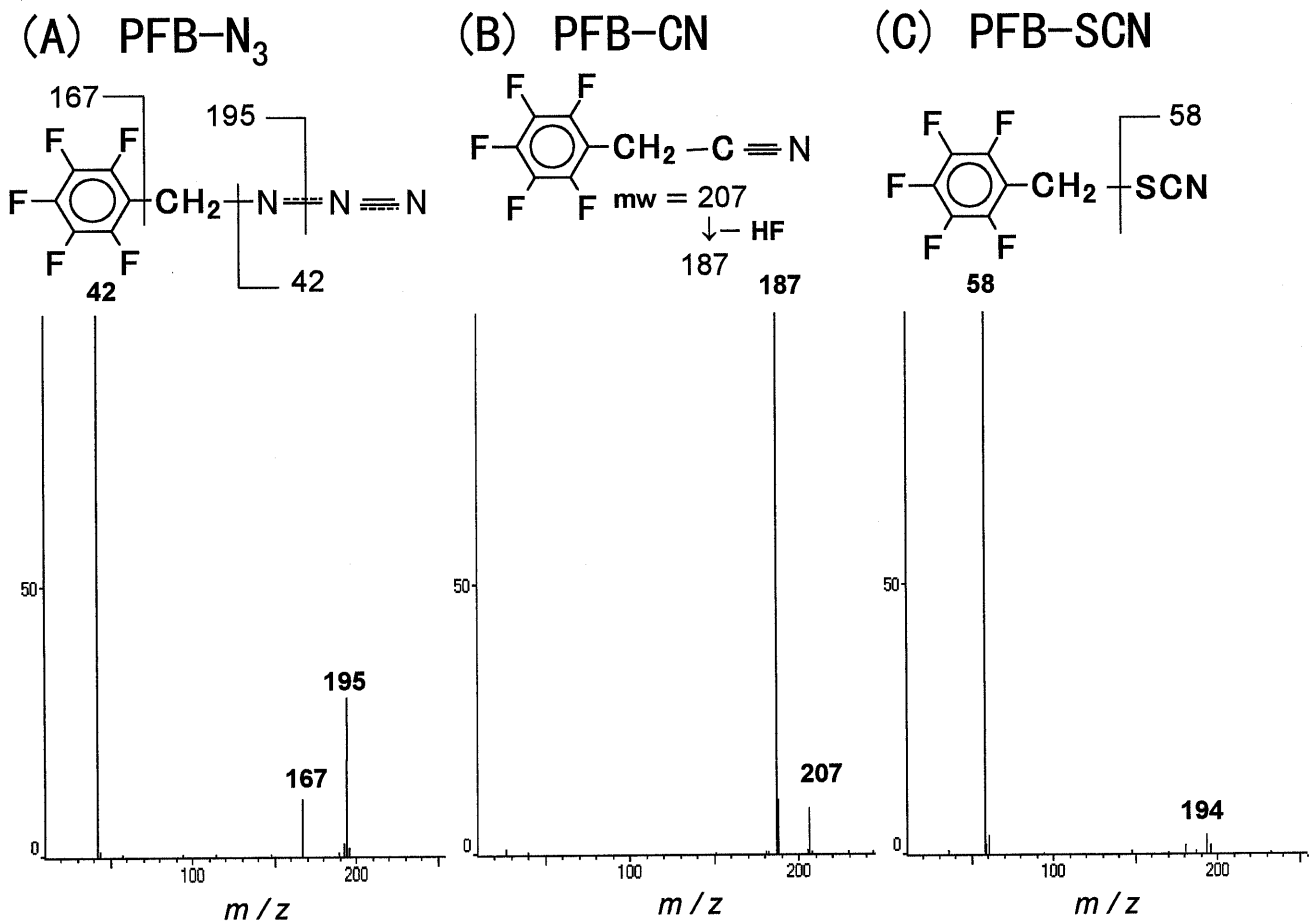 (A) PFB-N3
167
195
F
F
F
F
F
CH2
N
N
N
42
42
50
0
195
167
100
200
m/z
(B) PFB-CN
F
F
F
F
F
CH2
C
N
mw = 207
↓- HF
187
187
50
0
207
100
200
m/z
(C) PFB-SCN
58
F
F
F
F
F
CH2
SCN
58
50
0
194
100
200
m/z